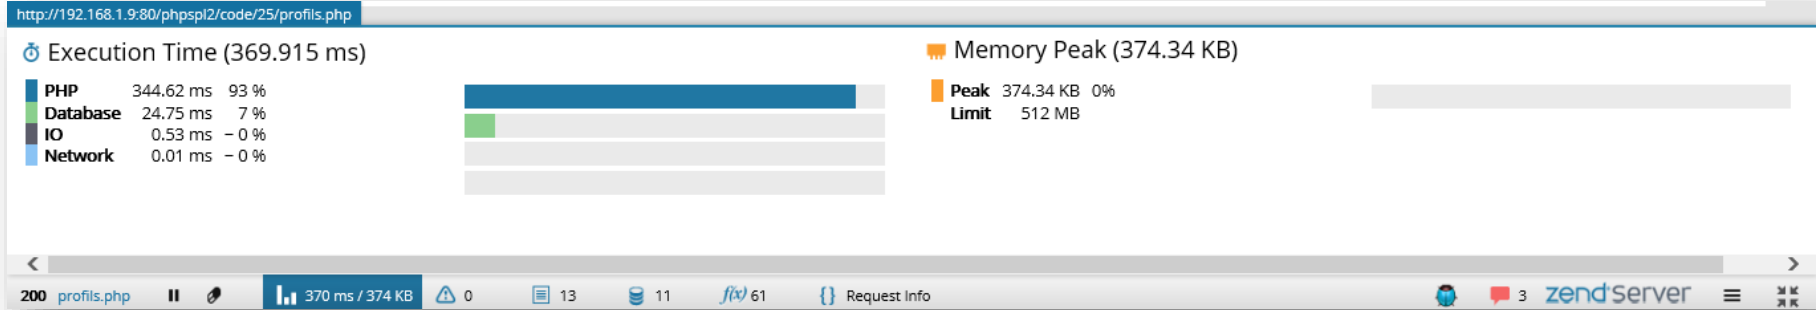 http://192.168.1.9:80/phpspl2/code/25/profils.php
Execution Time (369.915 ms)
PHP 344.62 ms 93 %
Database 24.75 ms 7 %
IO 0.53 ms ~ 0 %
Network 0.01 ms ~ 0 %
Memory Peak (374.34 KB)
Peak 374.34 KB 0%
Limit 512 MB
200 profils.php 370 ms / 374 KB 0 13 11 f(x) 61 {} Request Info 3 zend Server